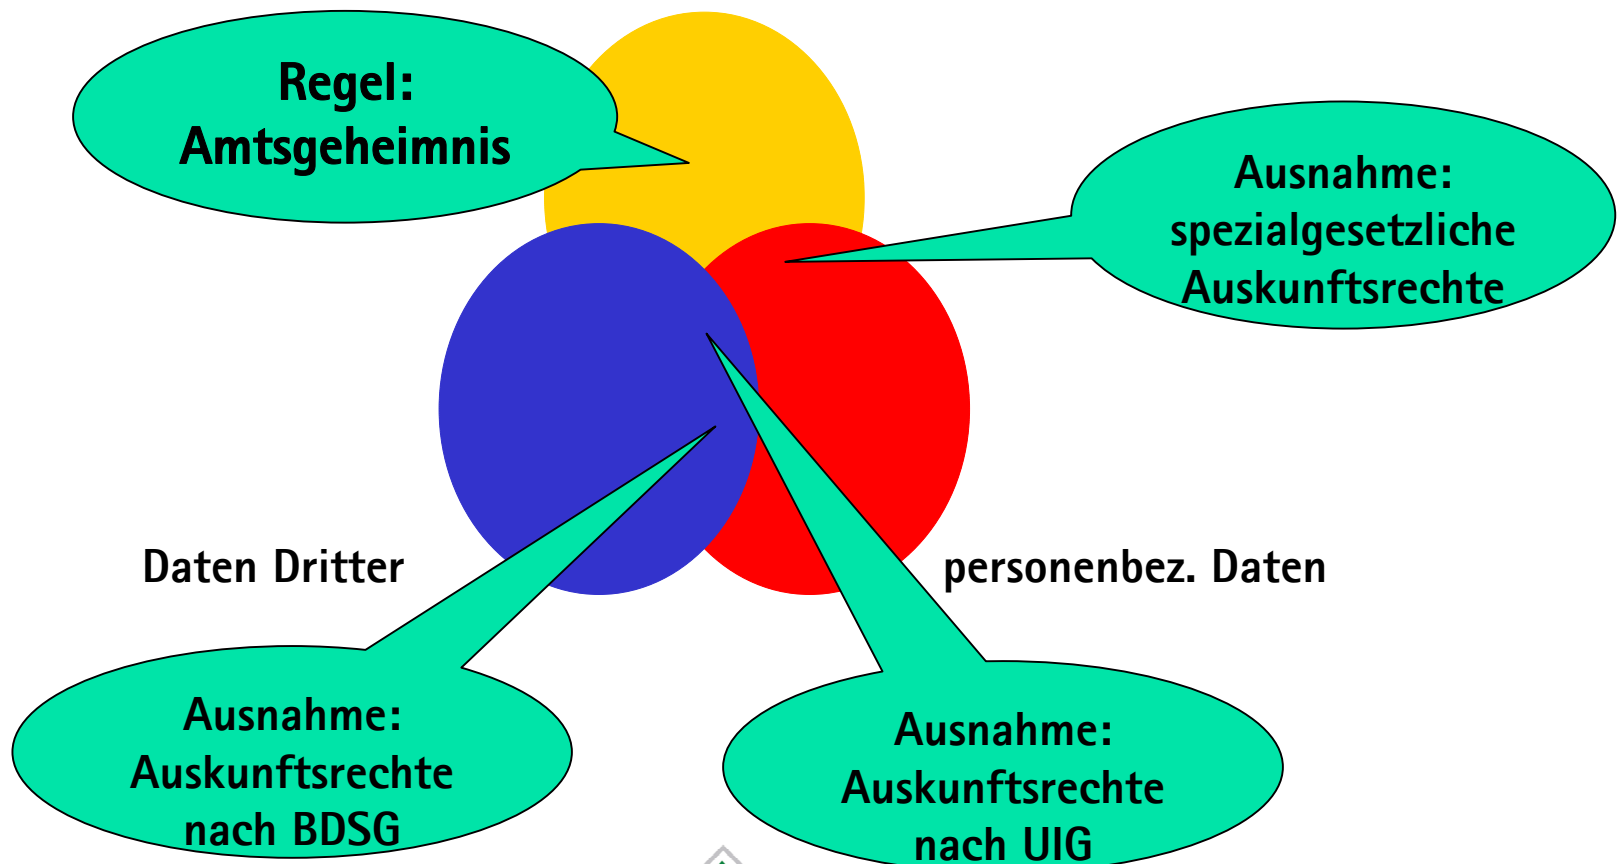 Regel:
Amtsgeheimnis
Ausnahme:
spezialgesetzliche
Auskunftsrechte
Daten Dritter
personenbez. Daten
Ausnahme:
Auskunftsrechte
nach BDSG
Ausnahme:
Auskunftsrechte
nach UIG